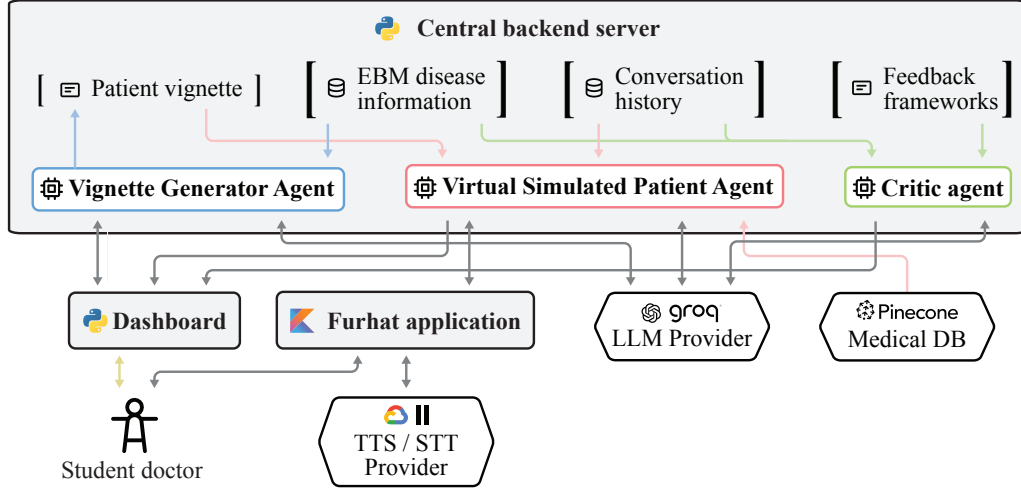 Central backend server
Patient vignette
EBM disease
information
Conversation
history
Feedback
frameworks
Vignette Generator Agent
Virtual Simulated Patient Agent
Critic agent
Dashboard
Furhat application
groq
LLM Provider
Pinecone
Medical DB
Student doctor
TTS / STT
Provider